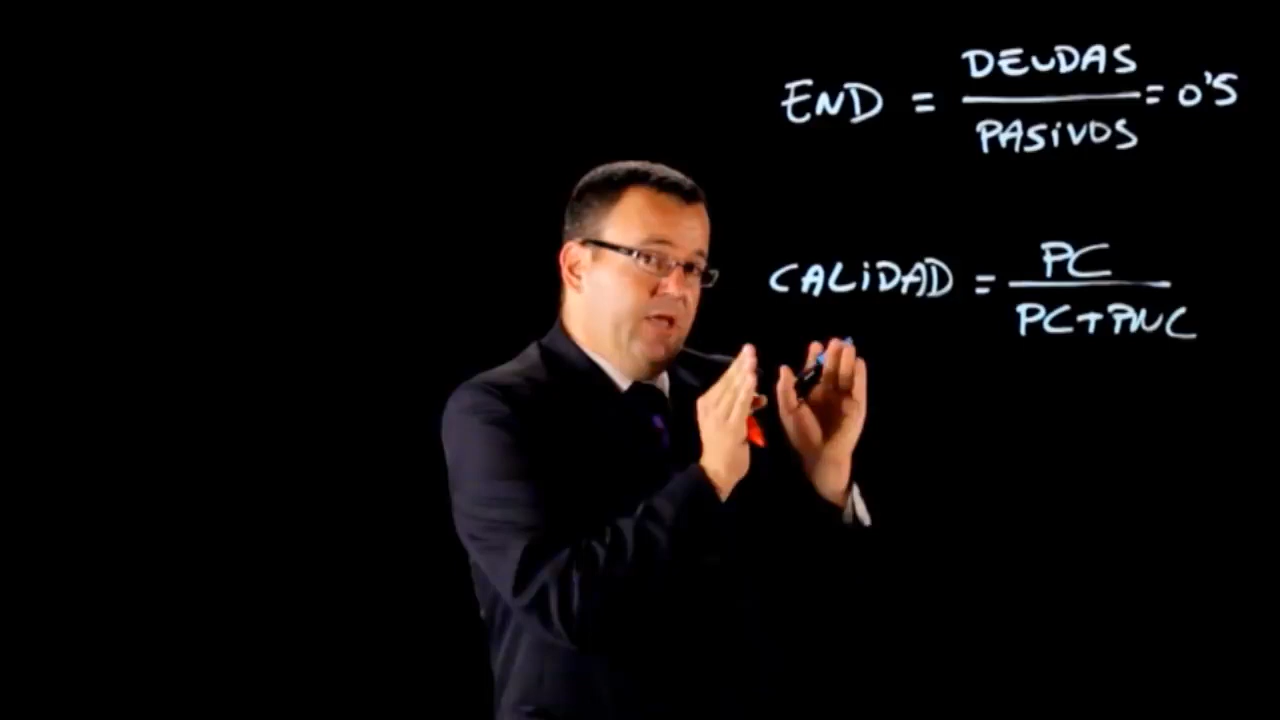 END = DEUDAS / PASIVOS = 0'5
CALIDAD = PC / PC+PNC